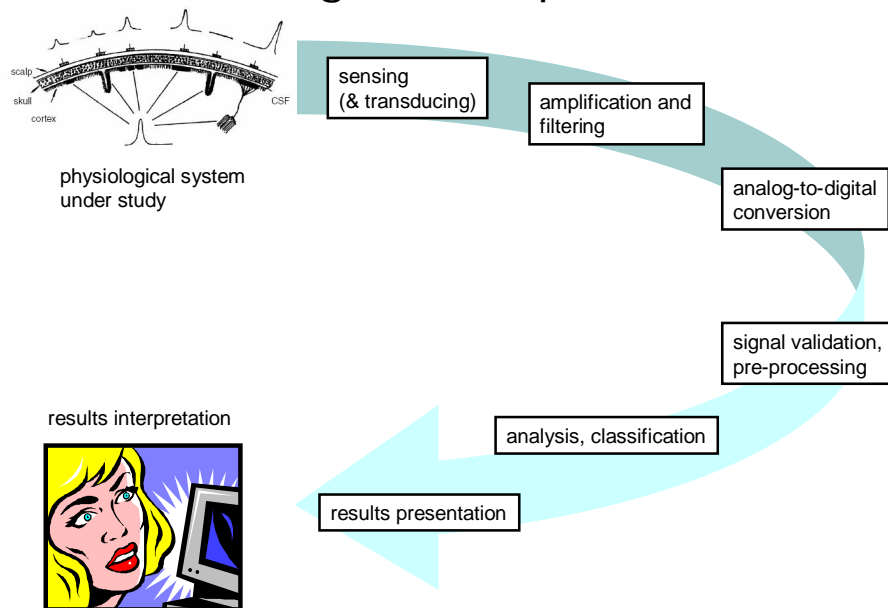 scalp
skull
cortex
CSF
physiological system
under study
sensing
(& transducing)
amplification and
filtering
analog-to-digital
conversion
signal validation,
pre-processing
analysis, classification
results presentation
results interpretation